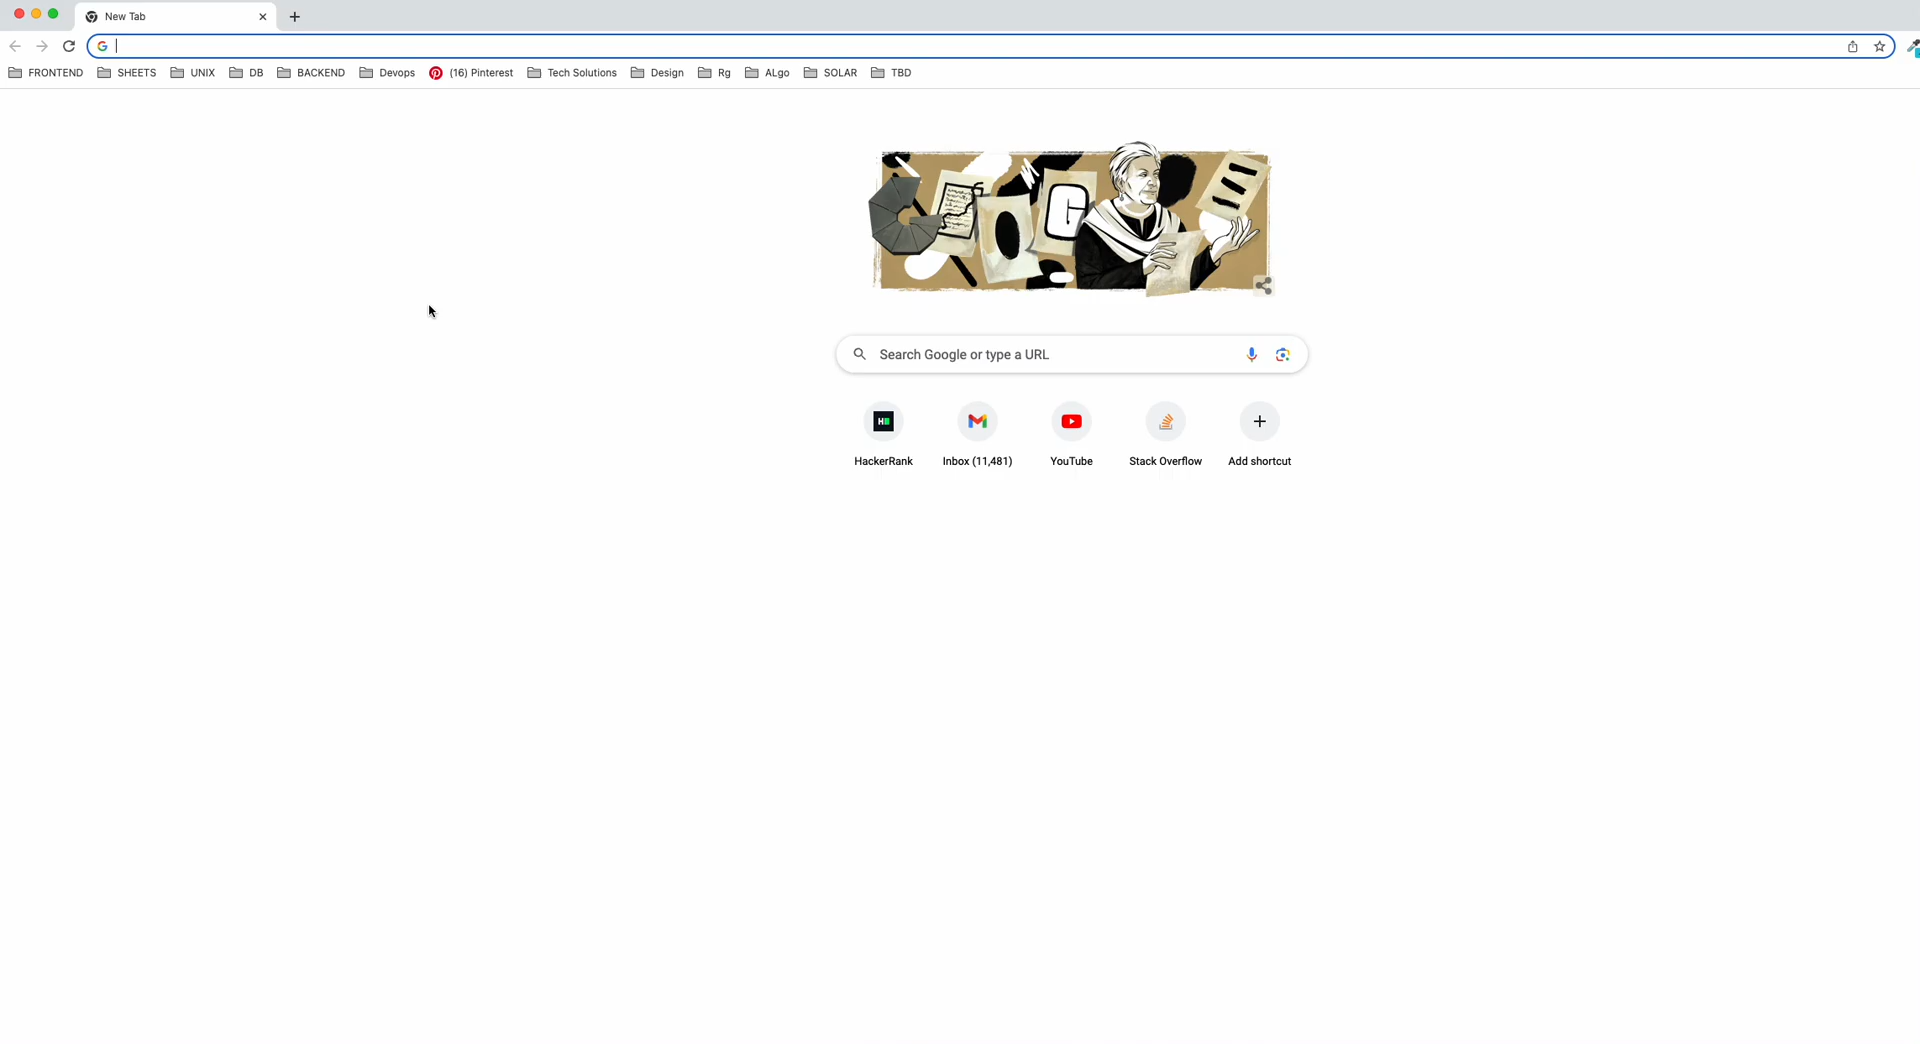 New Tab
FRONTEND SHEETS UNIX DB BACKEND Devops (16) Pinterest Tech Solutions Design Rg ALgo SOLAR TBD
Search Google or type a URL
HackerRank Inbox (11,481) YouTube Stack Overflow Add shortcut